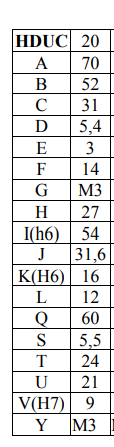 HDUC 20
A 70
B 52
C 31
D 5,4
E 3
F 14
G M3
H 27
I(h6) 54
J 31,6
K(H6) 16
L 12
Q 60
S 5,5
T 24
U 21
V(H7) 9
Y M3